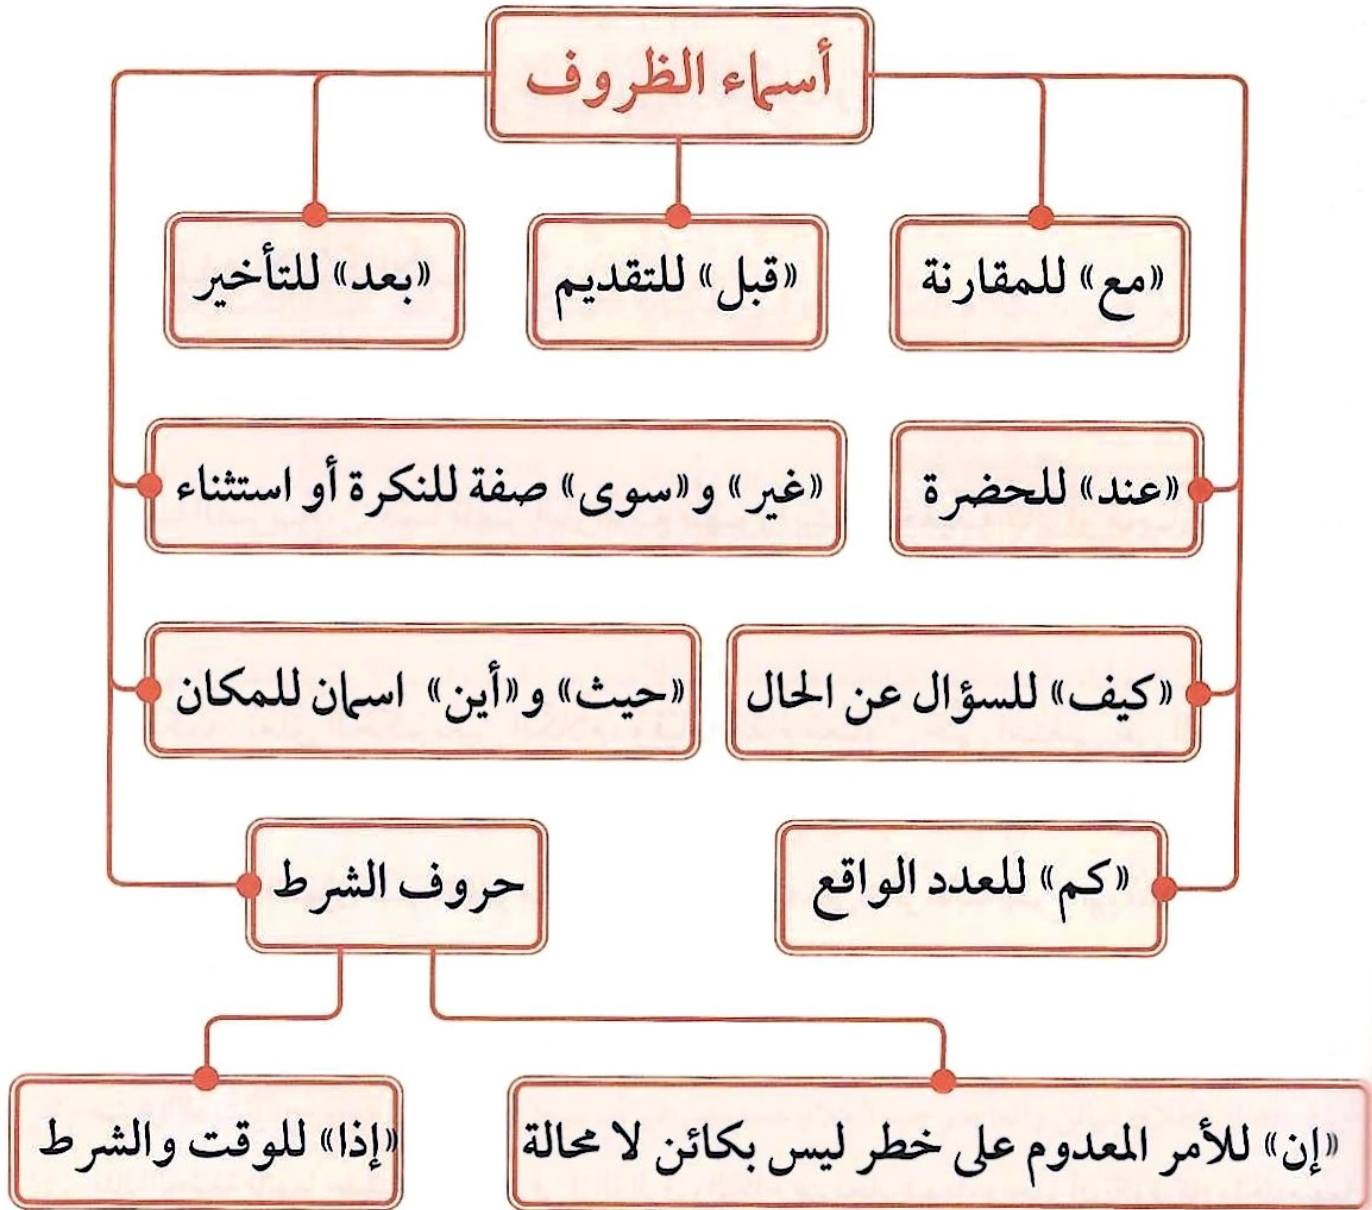 أسماء الظروف
«مع» للمقارنة
«قبل» للتقديم
«بعد» للتأخير
«عند» للحضرة
«غير» و«سوى» صفة للنكرة أو استثناء
«كيف» للسؤال عن الحال
«حيث» و«أين» اسمان للمكان
«كم» للعدد الواقع
حروف الشرط
«إن» للأمر المعدوم على خطر ليس بكائن لا محالة
«إذا» للوقت والشرط